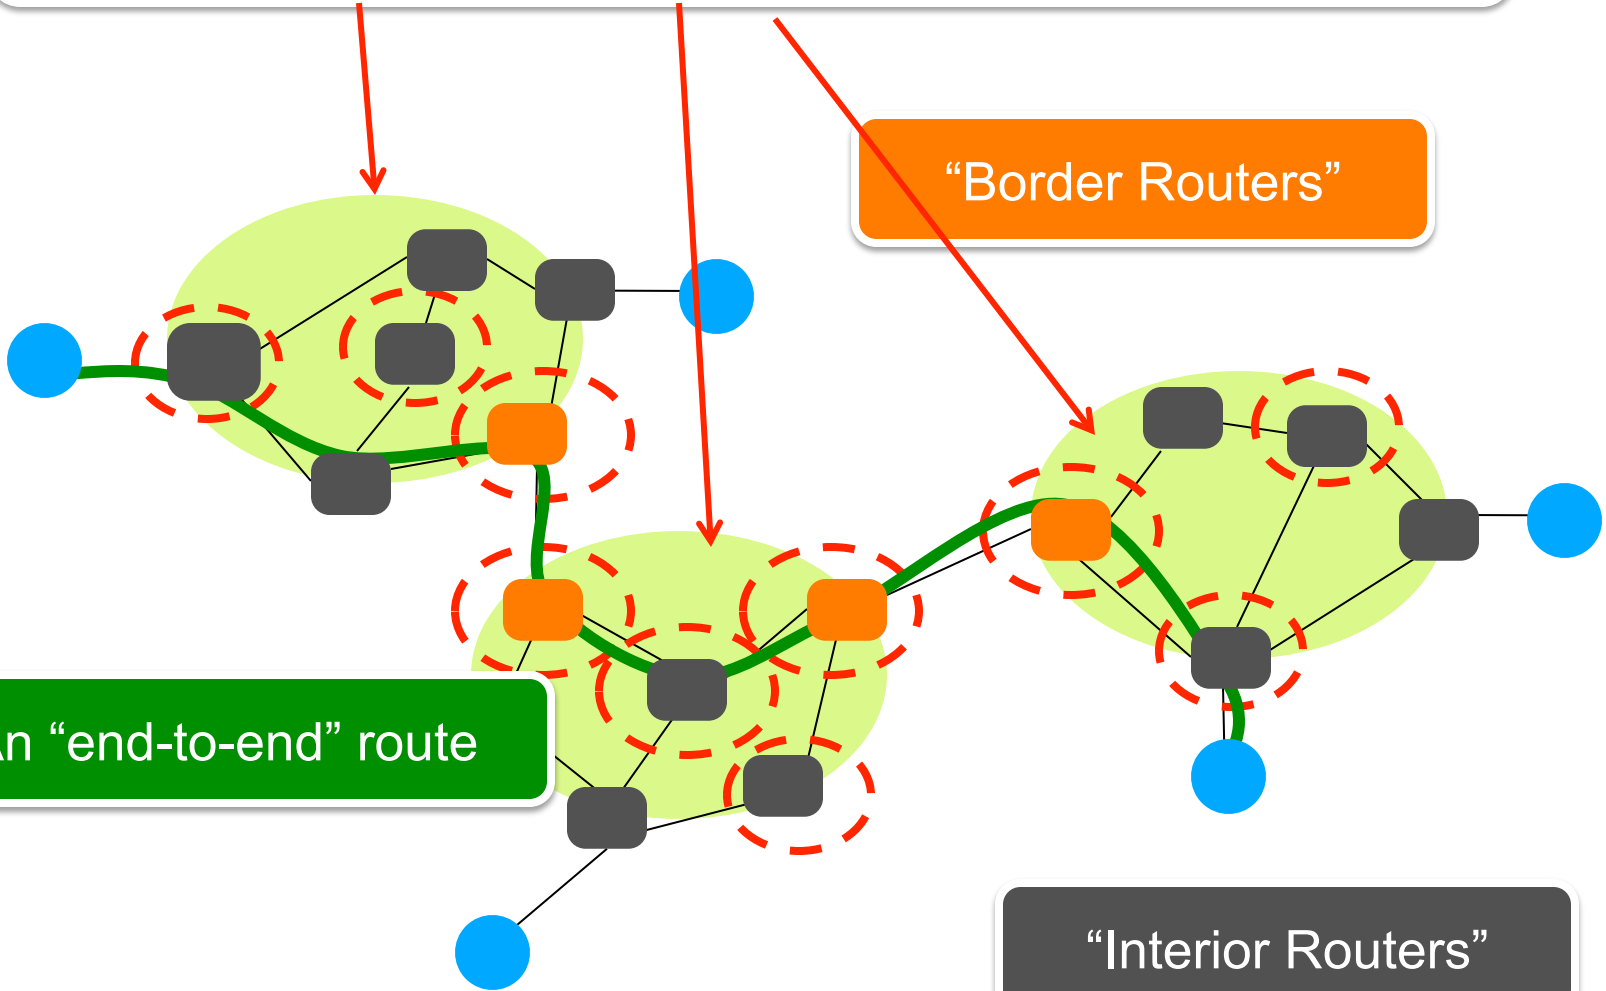 “Border Routers”
“end-to-end” route
“Interior Routers”